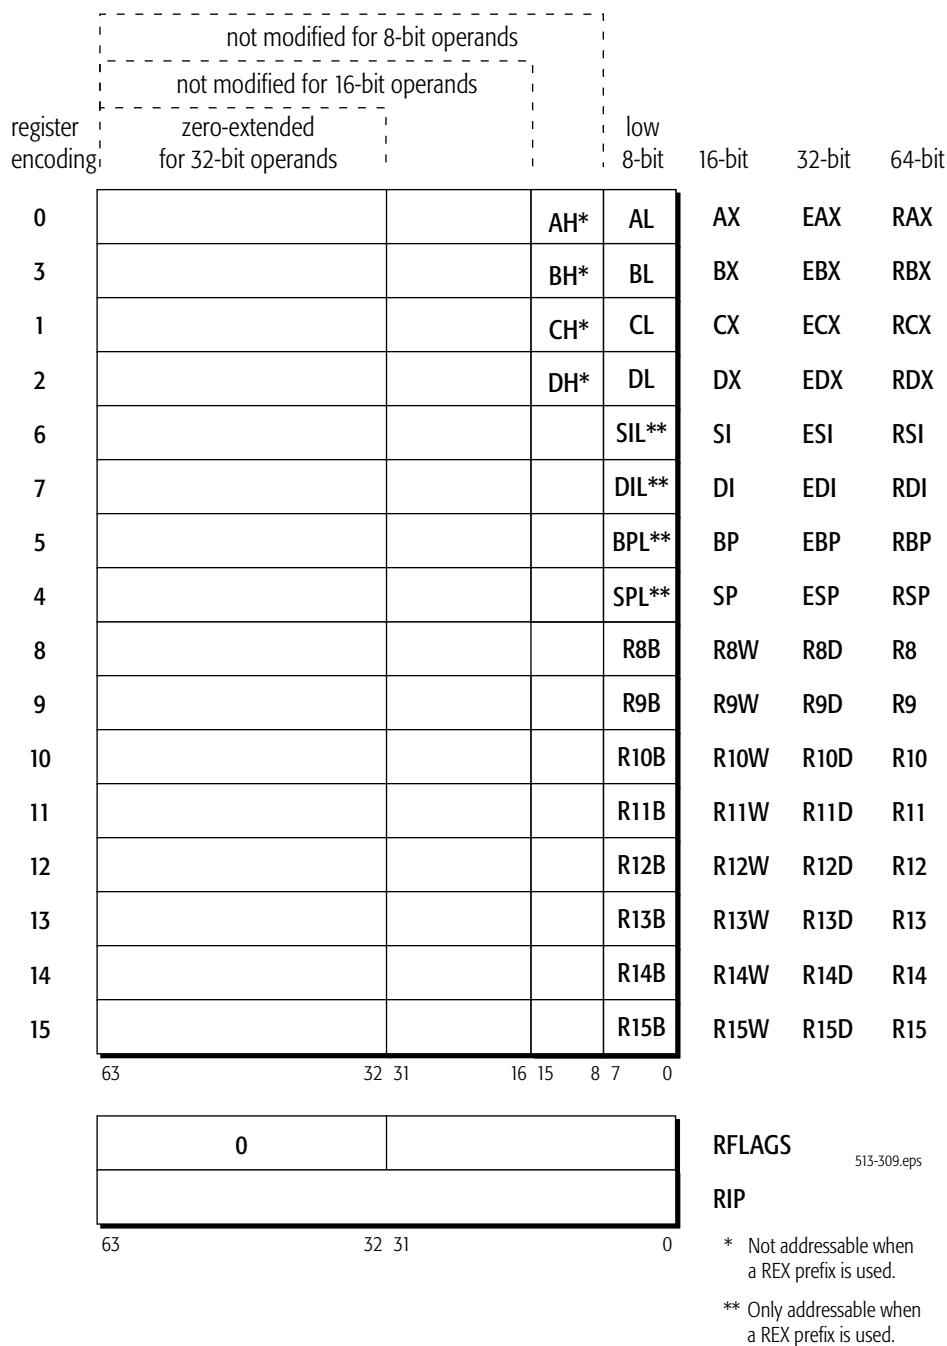 not modified for 8-bit operands
not modified for 16-bit operands
register encoding
zero-extended
for 32-bit operands
low
8-bit 16-bit 32-bit 64-bit
0 AH* AL AX EAX RAX
3 BH* BL BX EBX RBX
1 CH* CL CX ECX RCX
2 DH* DL DX EDX RDX
6 SIL** SI ESI RSI
7 DIL** DI EDI RDI
5 BPL** BP EBP RBP
4 SPL** SP ESP RSP
8 R8B R8W R8D R8
9 R9B R9W R9D R9
10 R10B R10W R10D R10
11 R11B R11W R11D R11
12 R12B R12W R12D R12
13 R13B R13W R13D R13
14 R14B R14W R14D R14
15 R15B R15W R15D R15
63 32 31 16 15 8 7 0
0 RFLAGS
513-309.eps
RIP
63 32 31 0
* Not addressable when
a REX prefix is used.
** Only addressable when
a REX prefix is used.